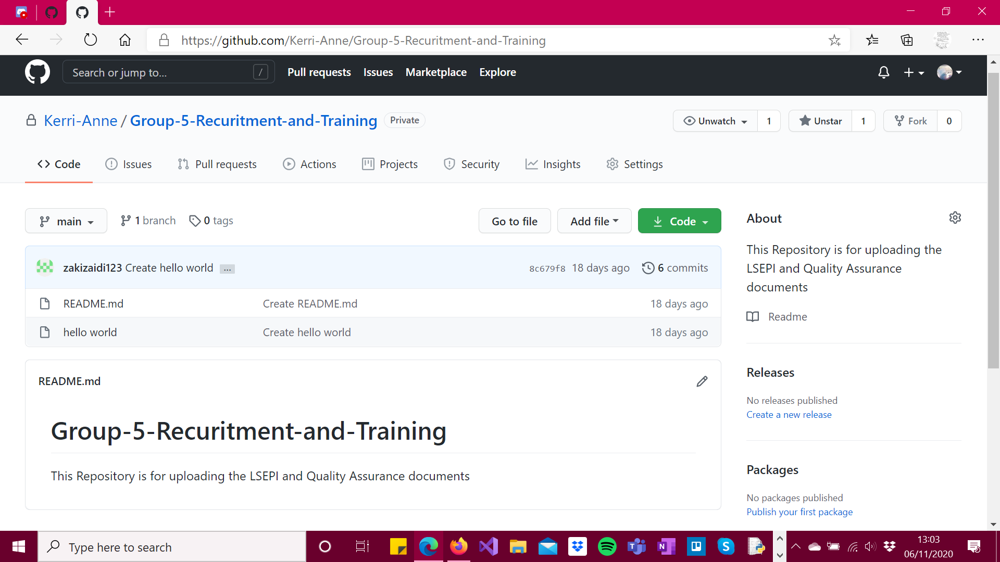 https://github.com/Kerri-Anne/Group-5-Recuritment-and-Training
Search or jump to... /
Pull requests Issues Marketplace Explore
Kerri-Anne / Group-5-Recuritment-and-Training Private
Unwatch 1 Unstar 1 Fork 0
Code Issues Pull requests Actions Projects Security Insights Settings
main 1 branch 0 tags Go to file Add file Code
zakizaidi123 Create hello world ... 8c679f8 18 days ago 6 commits
README.md Create README.md 18 days ago
hello world Create hello world 18 days ago
README.md
Group-5-Recuritment-and-Training
This Repository is for uploading the LSEPI and Quality Assurance documents
About
This Repository is for uploading the
LSEPI and Quality Assurance
documents
Readme
Releases
No releases published
Create a new release
Packages
No packages published
Publish your first package
Type here to search
13:03
06/11/2020